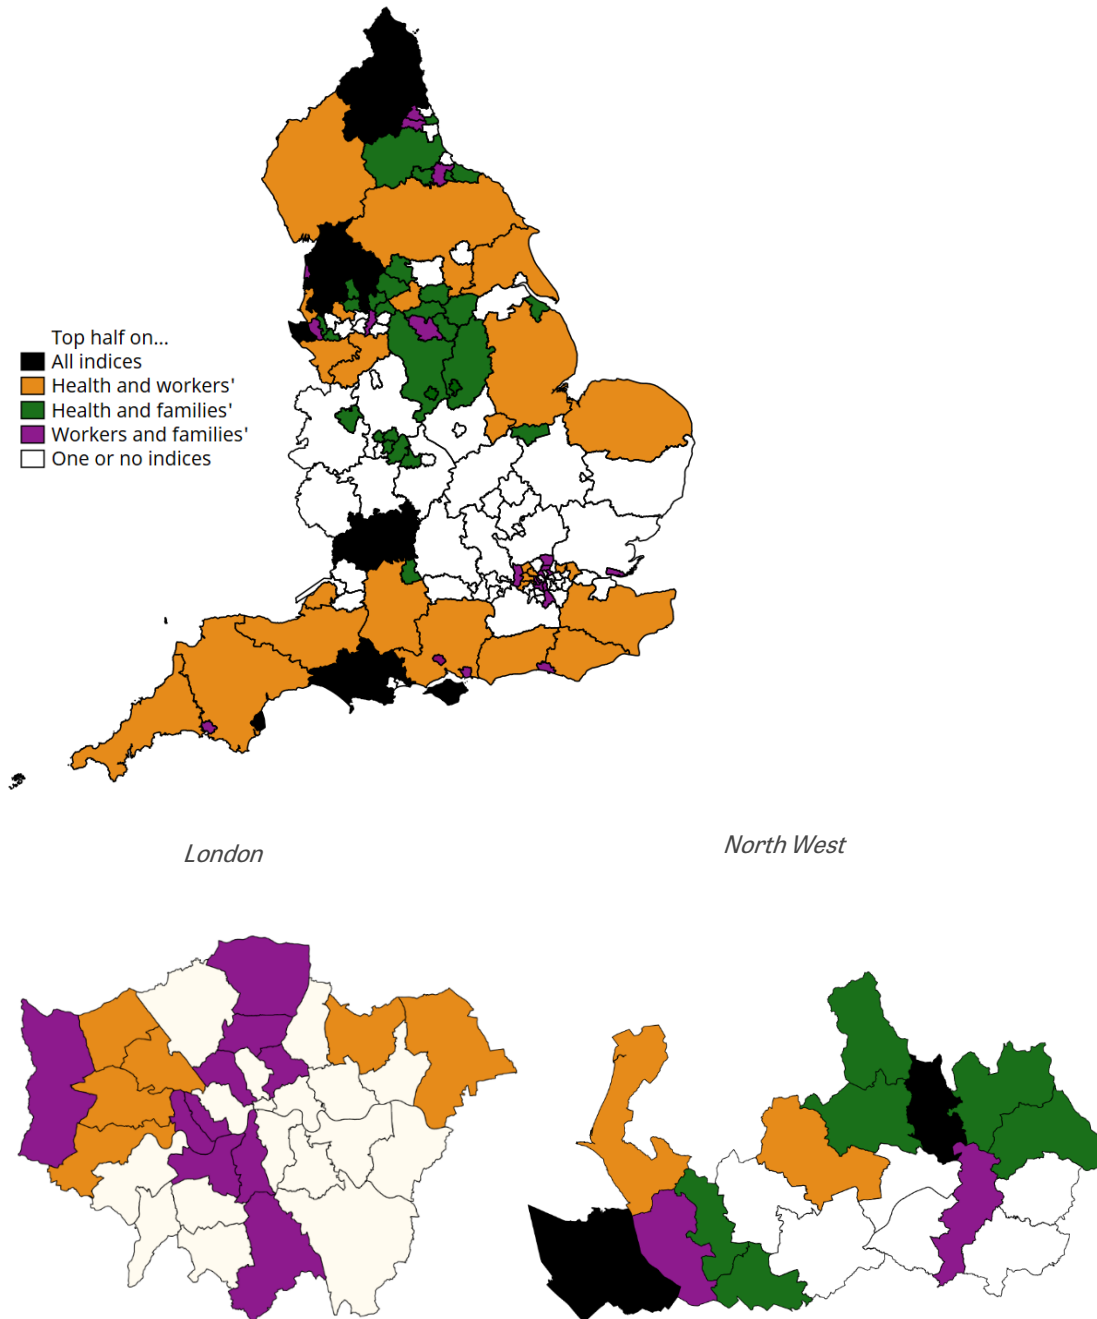 Top half on...
All indices
Health and workers'
Health and families'
Workers and families'
One or no indices
London
North West